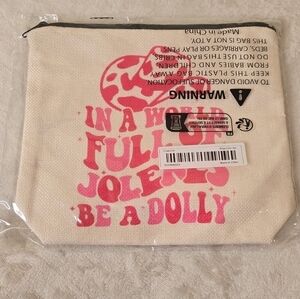 WARNING
TO AVOID DANGER OF SUFFOCATION
KEEP THIS PLASTIC BAG AWAY
FROM BABIES AND CHILDREN.
DO NOT USE THIS BAG IN CRIBS,
BEDS, CARRIAGES OR PLAY PENS.
THIS BAG IS NOT A TOY.
Made in China
IN A WORLD
FULL OF
JOLENES
BE A DOLLY